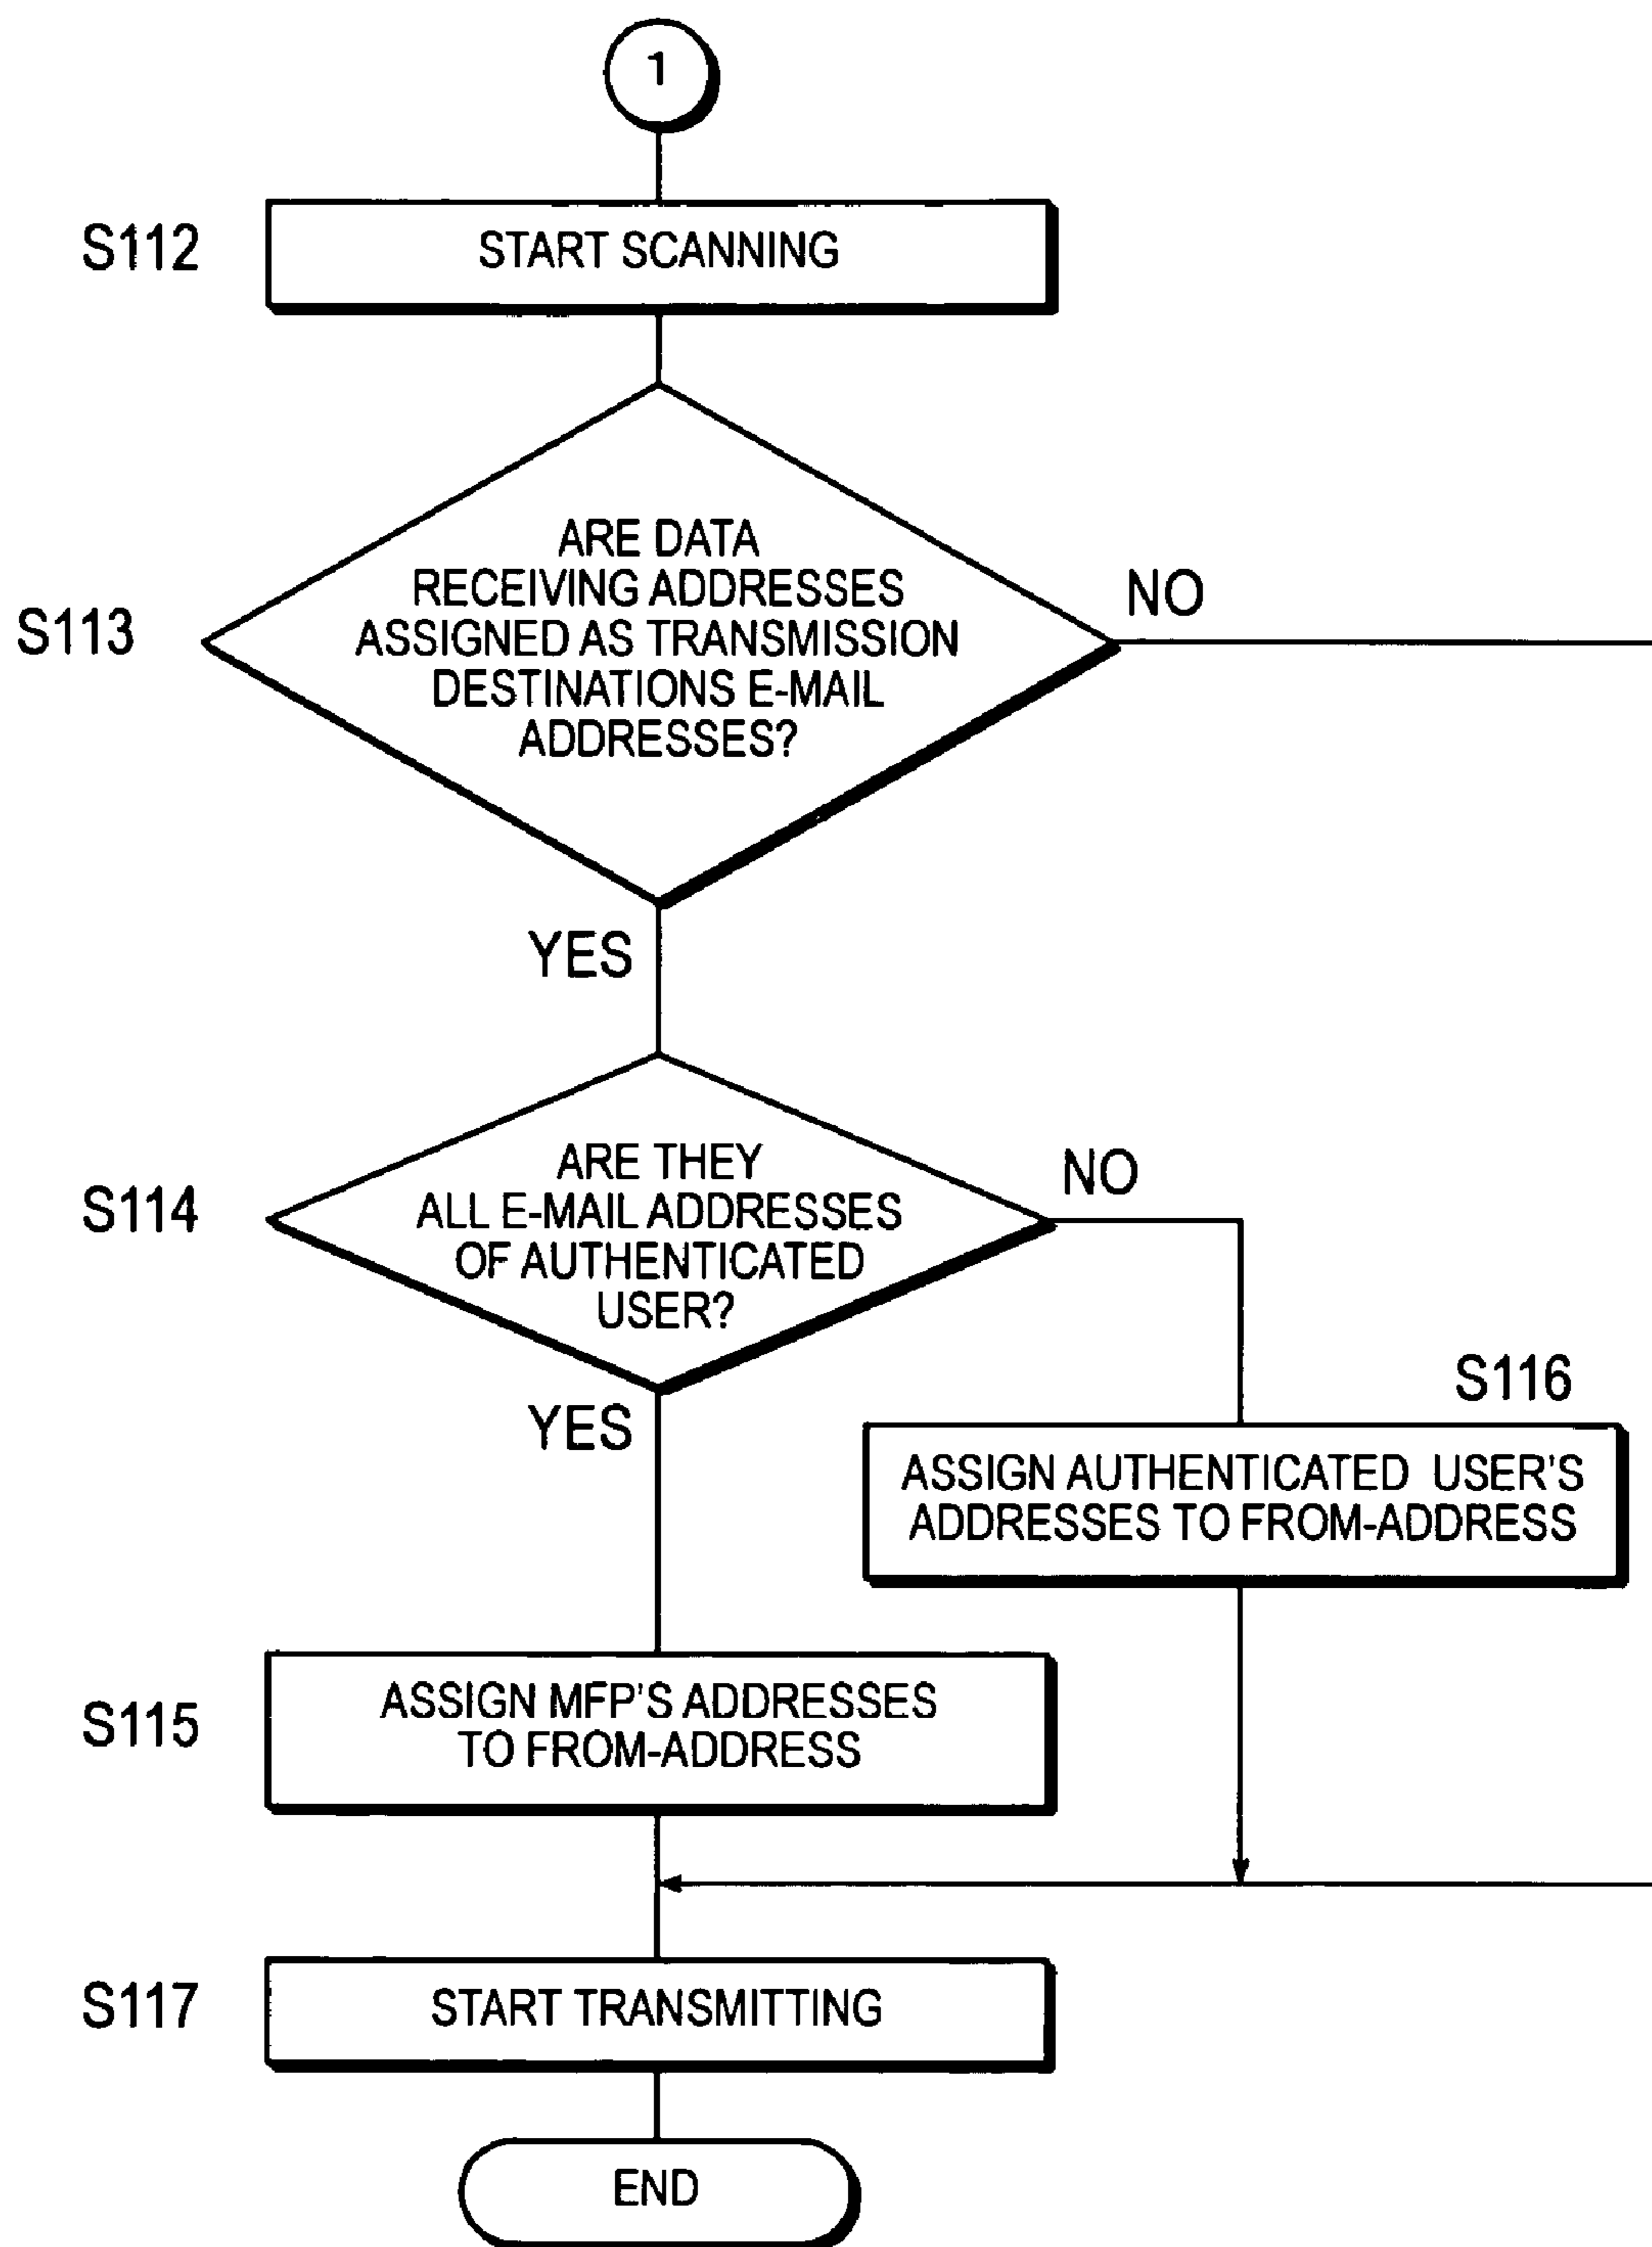 1
S112
START SCANNING
S113
ARE DATA
RECEIVING ADDRESSES
ASSIGNED AS TRANSMISSION
DESTINATIONS E-MAIL
ADDRESSES?
NO
YES
S114
ARE THEY
ALL E-MAIL ADDRESSES
OF AUTHENTICATED
USER?
NO
YES
S116
ASSIGN AUTHENTICATED USER'S
ADDRESSES TO FROM-ADDRESS
S115
ASSIGN MFP'S ADDRESSES
TO FROM-ADDRESS
S117
START TRANSMITTING
END